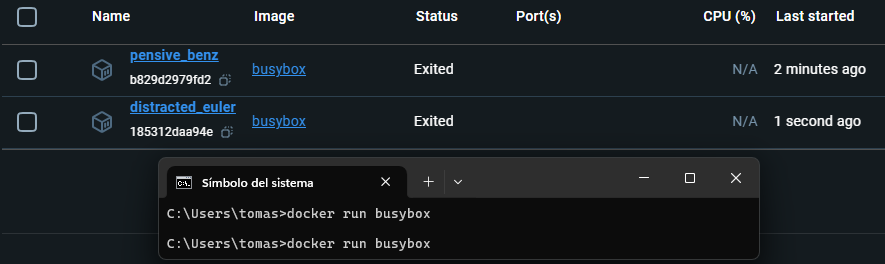 Name Image Status Port(s) CPU (%) Last started
pensive_benz
b829d2979fd2 busybox Exited N/A 2 minutes ago
distracted_euler
185312daa94e busybox Exited N/A 1 second ago
Símbolo del sistema
C:\Users\tomas>docker run busybox
C:\Users\tomas>docker run busybox